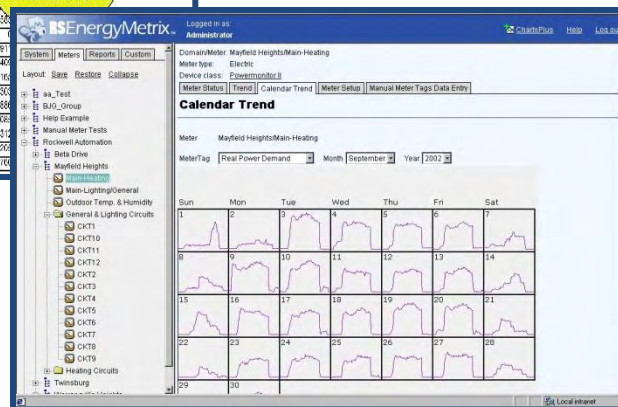 RSEnergyMetrix
Logged in as:
Administrator
ChartsPlus Help Log out
System Meters Reports Custom
Layout: Save Restore Collapse
aa_Test
BJG_Group
Help Example
Manual Meter Tests
Rockwell Automation
Beta Drive
Mayfield Heights
Main-Heating
Main-Lighting/General
Outdoor Temp. & Humidity
General & Lighting Circuits
CKT1
CKT10
CKT11
CKT12
CKT2
CKT3
CKT4
CKT5
CKT6
CKT7
CKT8
CKT9
Heating Circuits
Twinsburg
Domain/Meter: Mayfield Heights/Main-Heating
Meter type: Electric
Device class: Powermonitor II
Meter Status Trend Calendar Trend Meter Setup Manual Meter Tags Data Entry
Calendar Trend
Meter Mayfield Heights/Main-Heating
MeterTag Real Power Demand Month September Year 2002
Sun Mon Tue Wed Thu Fri Sat
1 2 3 4 5 6 7
8 9 10 11 12 13 14
15 16 17 18 19 20 21
22 23 24 25 26 27 28
29 30
Local intranet